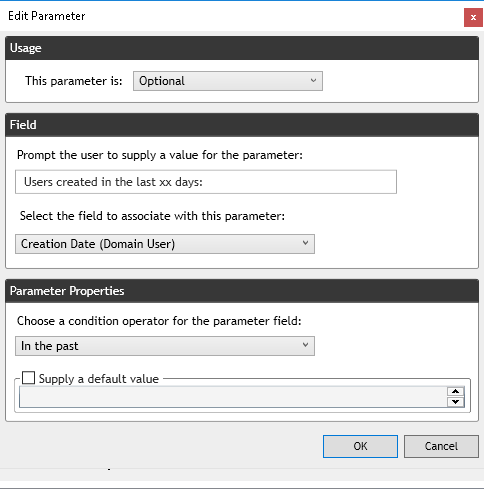 Edit Parameter
x
Usage
This parameter is: Optional
Field
Prompt the user to supply a value for the parameter:
Users created in the last xx days:
Select the field to associate with this parameter:
Creation Date (Domain User)
Parameter Properties
Choose a condition operator for the parameter field:
In the past
Supply a default value
OK Cancel